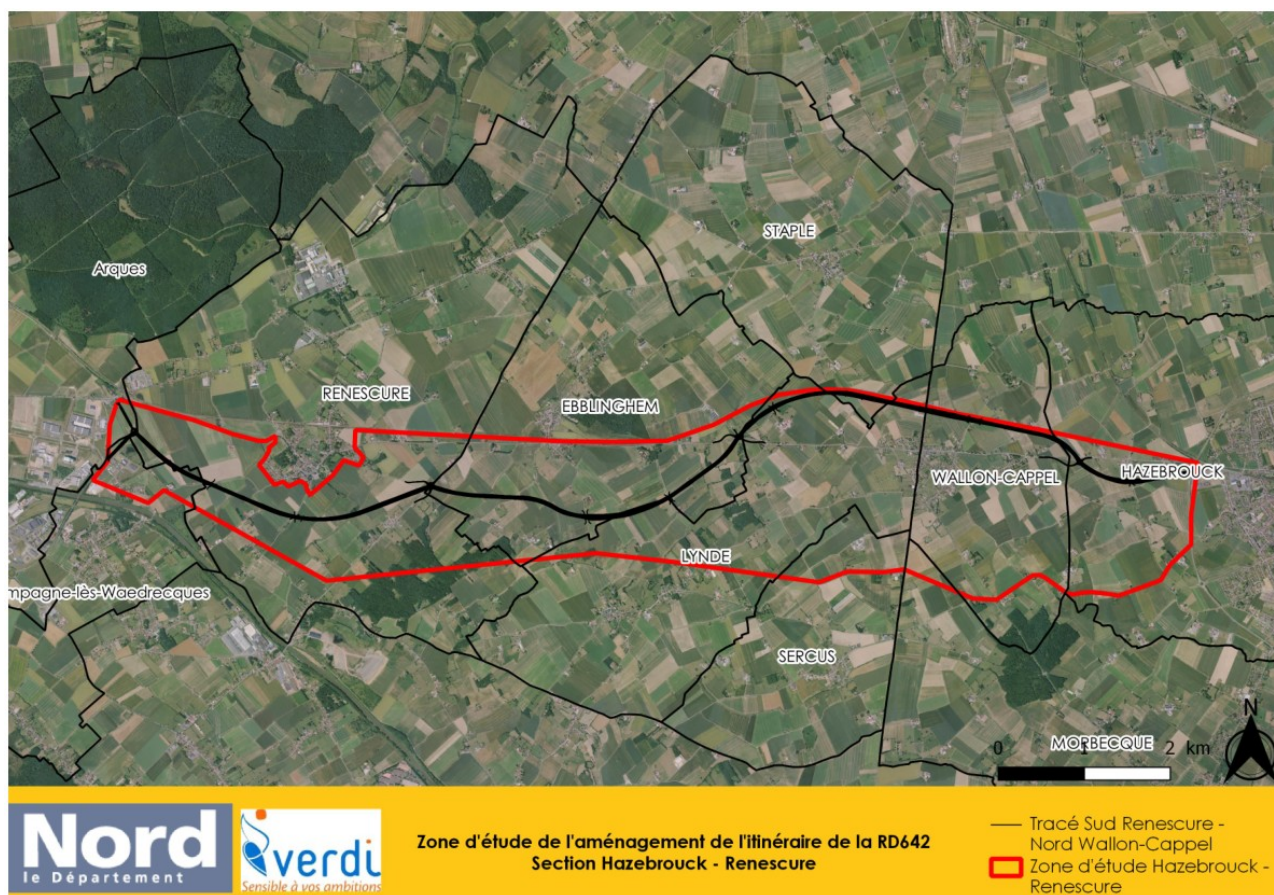 STAPLE
Arques
RENESCURE
EBBLINGHEM
WALLON-CAPPEL
HAZEBROUCK
LYNDE
mpagne-lès-Waedrecques
SERCUS
MORBECQUE
N
0 1 2 km
Nord
le Département
verdi
Sensible à vos ambitions
Zone d'étude de l'aménagement de l'itinéraire de la RD642
Section Hazebrouck - Renescure
Tracé Sud Renescure -
Nord Wallon-Cappel
Zone d'étude Hazebrouck -
Renescure